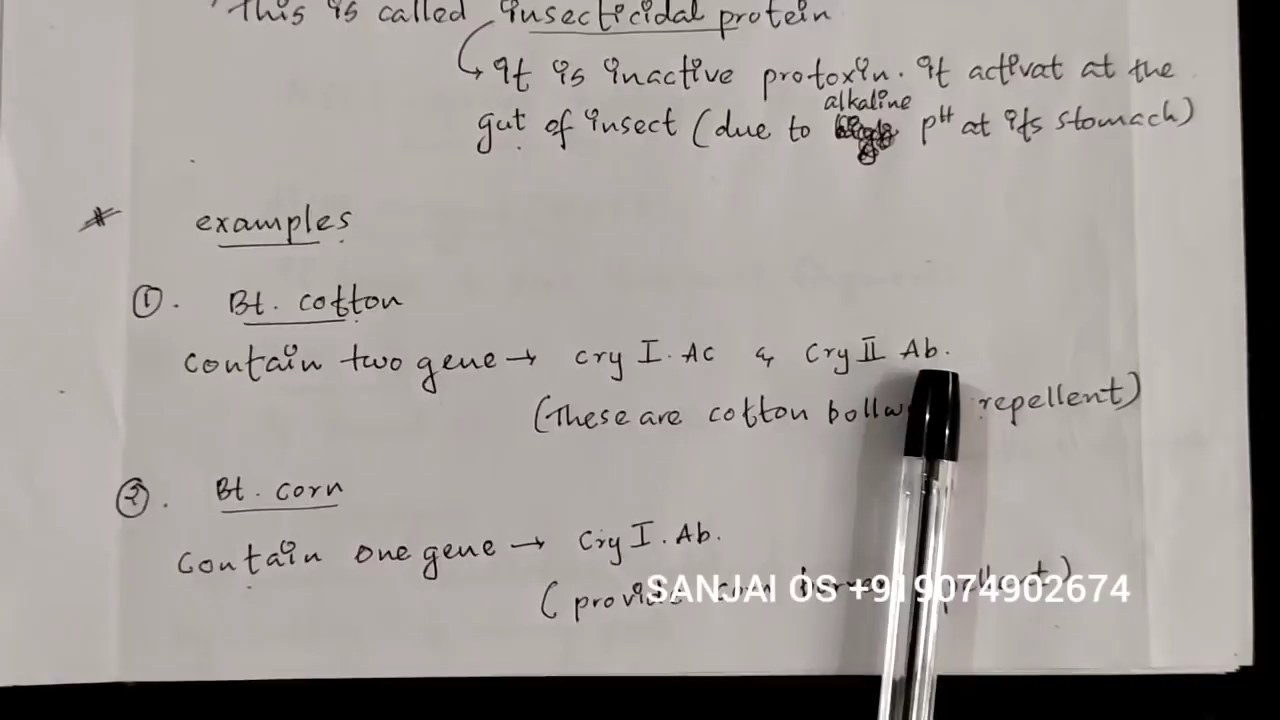 This is called insecticidal protein
It is inactive protoxin. It activat at the
alkaline
gut of insect (due to pH at its stomach)
* examples
①. Bt. cotton
contain two gene → cry I. Ac & cry II Ab.
(These are cotton repellent)
②. Bt. corn
contain one gene → Cry I. Ab.
(
SANJAI OS +919074902674